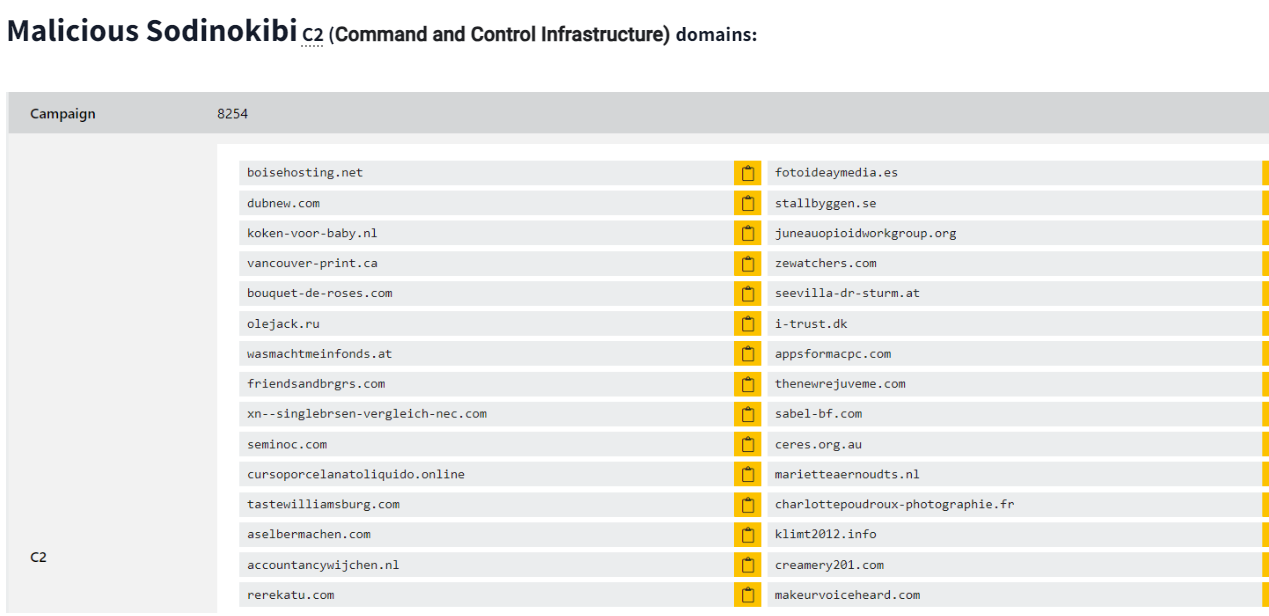 Malicious Sodinokibi C2 (Command and Control Infrastructure) domains:
Campaign 8254
boisehosting.net fotoideaymedia.es
dubnew.com stallbyggen.se
koken-voor-baby.nl juneauopioidworkgroup.org
vancouver-print.ca zewatchers.com
bouquet-de-roses.com seevilla-dr-sturm.at
olejack.ru i-trust.dk
wasmachtmeinfonds.at appsformacpc.com
friendsandbrgrs.com thenewrejuveme.com
xn--singlebrsen-vergleich-nec.com sabel-bf.com
seminoc.com ceres.org.au
cursoporcelanatoliquido.online marietteaernoudts.nl
tastewilliamsburg.com charlottepoudroux-photographie.fr
aselbermachen.com klimt2012.info
C2 accountancywijchen.nl creamery201.com
rerekatu.com makeurvoiceheard.com